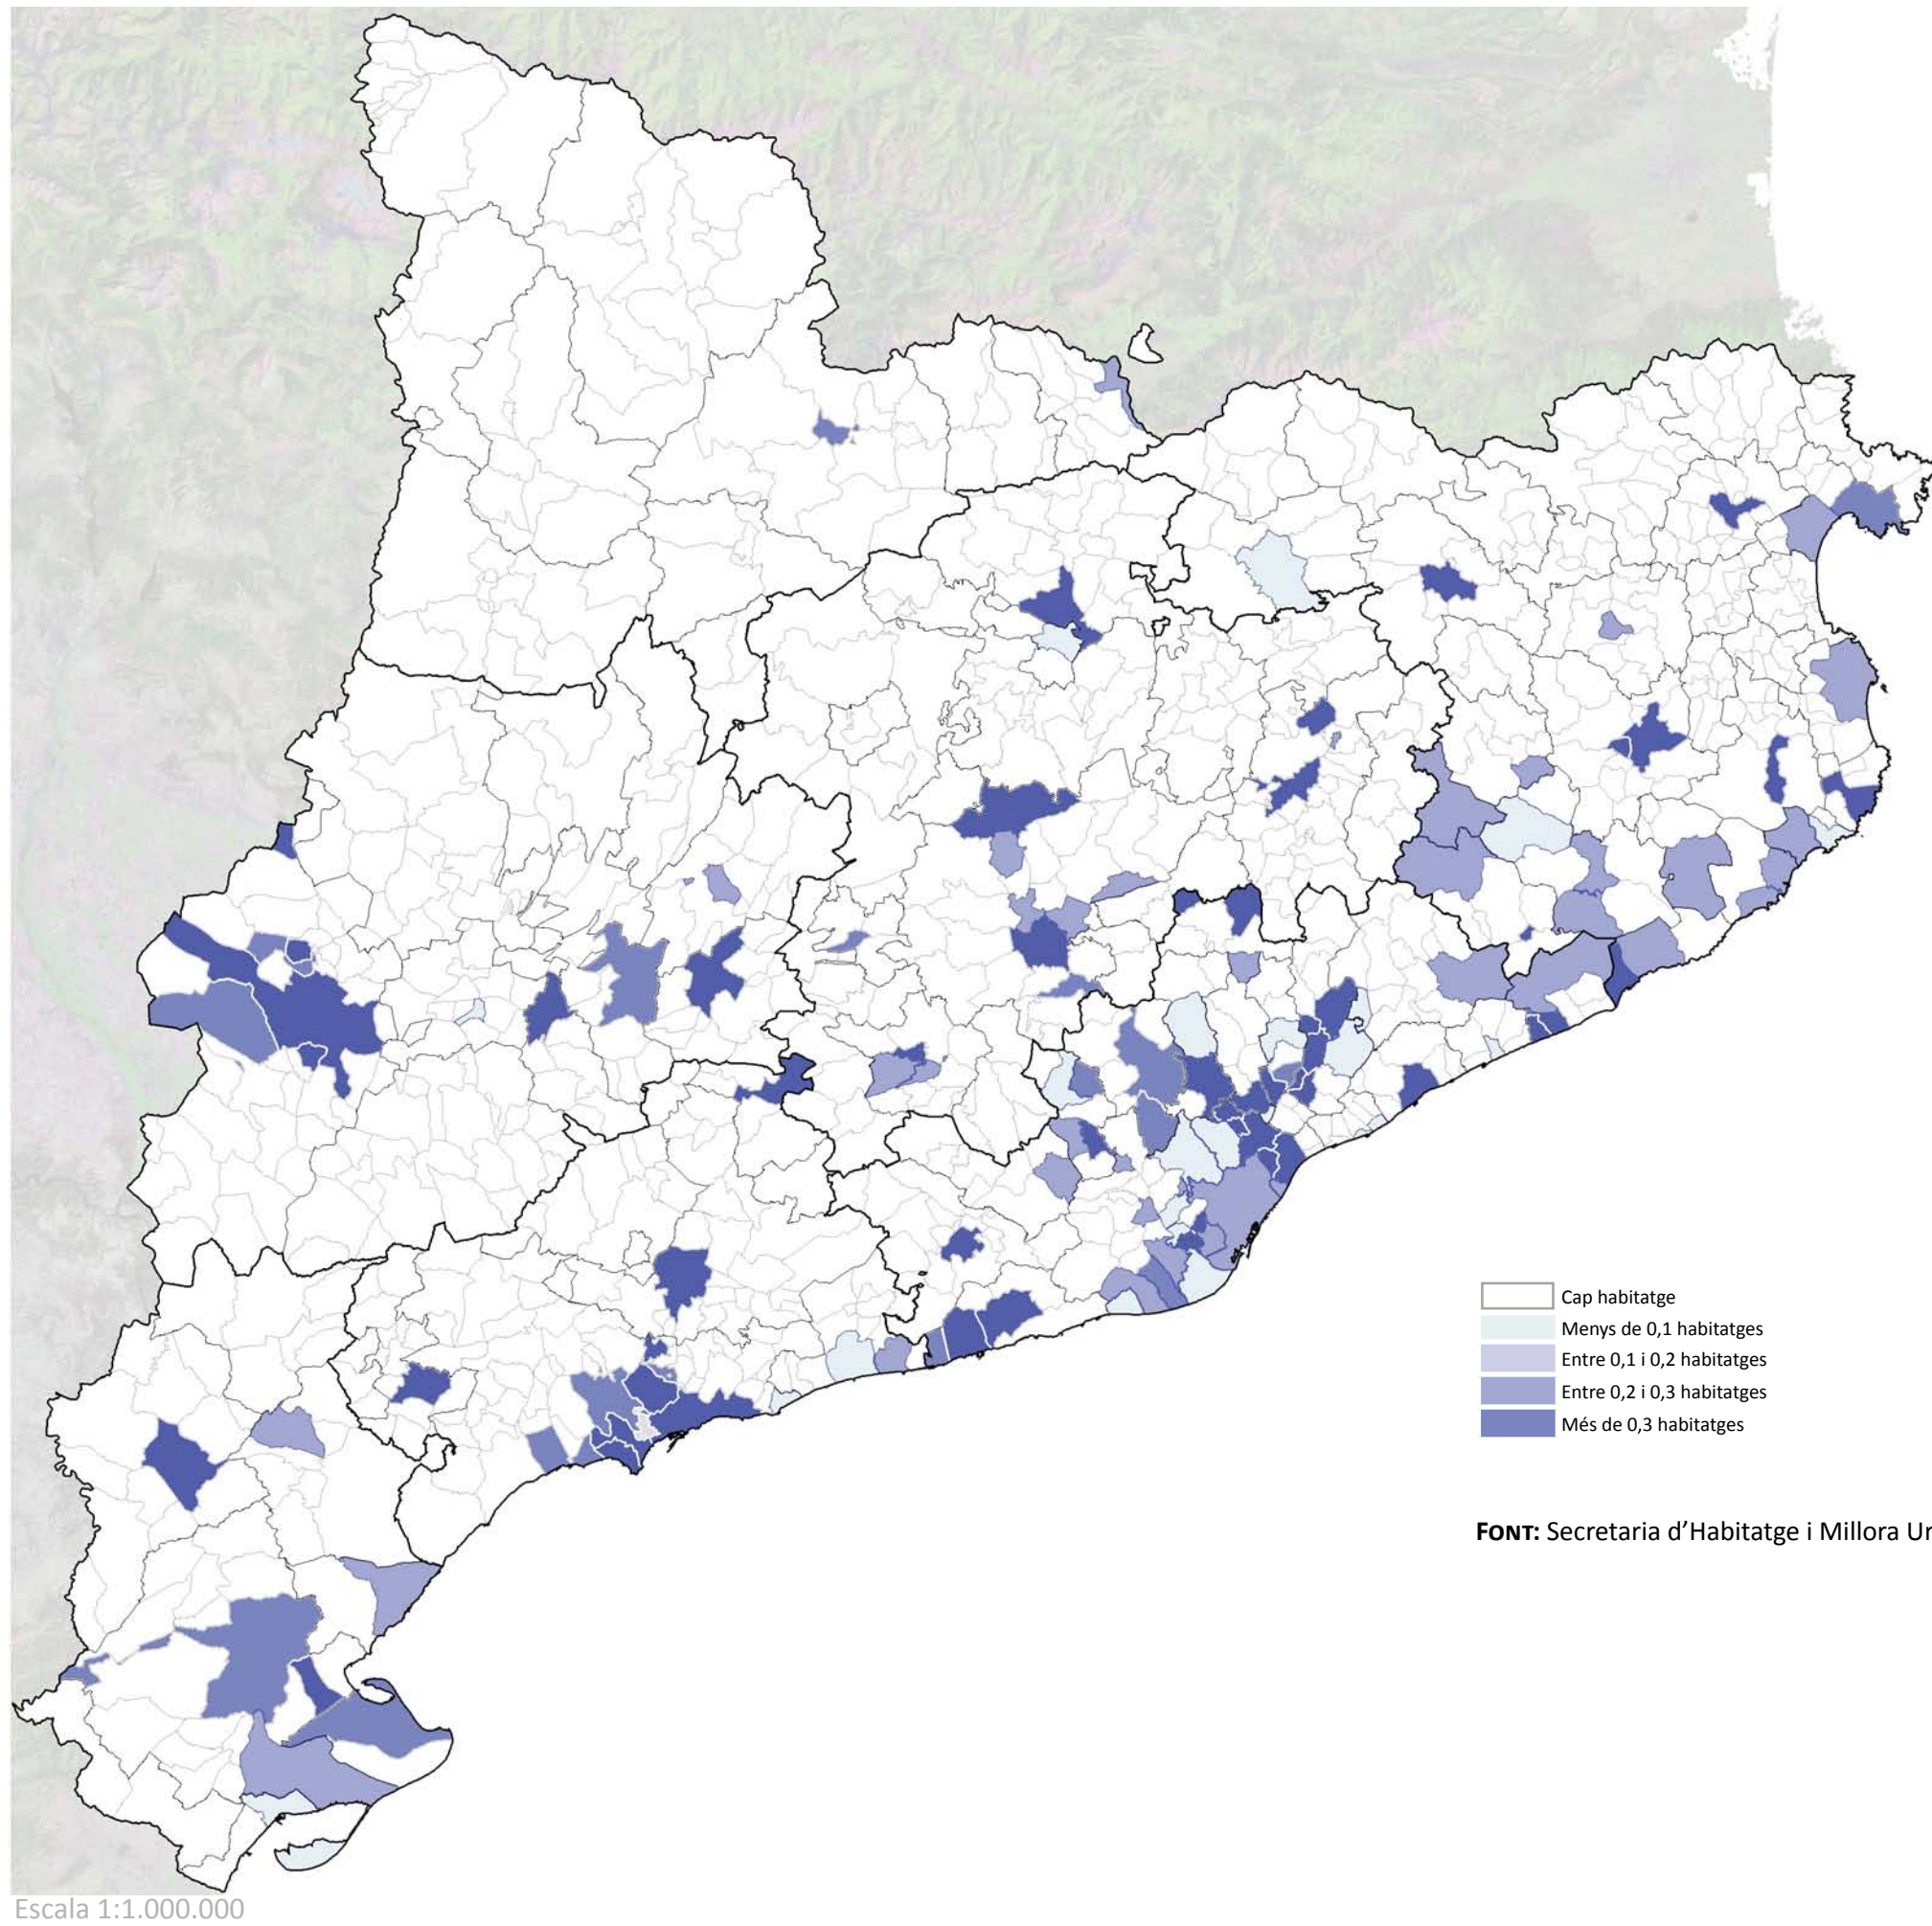 Cap habitatge
Menys de 0,1 habitatges
Entre 0,1 i 0,2 habitatges
Entre 0,2 i 0,3 habitatges
Més de 0,3 habitatges
FONT: Secretaria d'Habitatge i Millora Ur
Escala 1:1.000.000